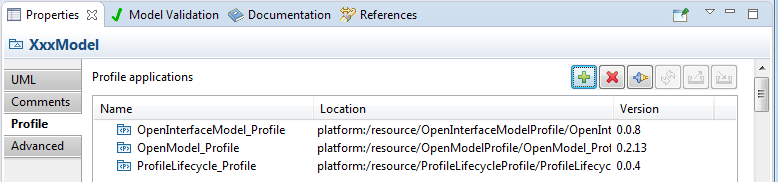 Properties Model Validation Documentation References
XxxModel
UML
Comments
Profile
Advanced
Profile applications
Name Location Version
OpenInterfaceModel_Profile platform:/resource/OpenInterfaceModelProfile/OpenInt 0.0.8
OpenModel_Profile platform:/resource/OpenModelProfile/OpenModel_Prof 0.2.13
ProfileLifecycle_Profile platform:/resource/ProfileLifecycleProfile/ProfileLifecyc 0.0.4